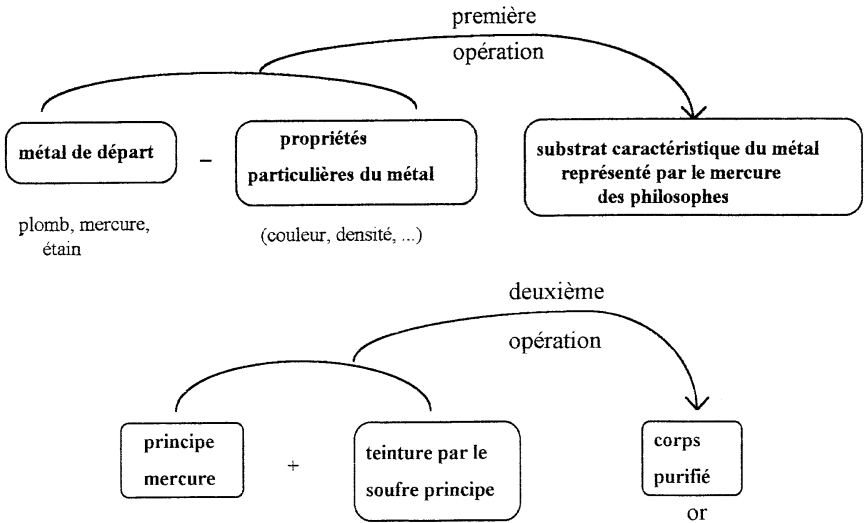 première
opération
métal de départ
–
propriétés
particulières du métal
substrat caractéristique du métal
représenté par le mercure
des philosophes
plomb, mercure,
étain
(couleur, densité, ...)
deuxième
opération
principe
mercure
+
teinture par le
soufre principe
corps
purifié
or